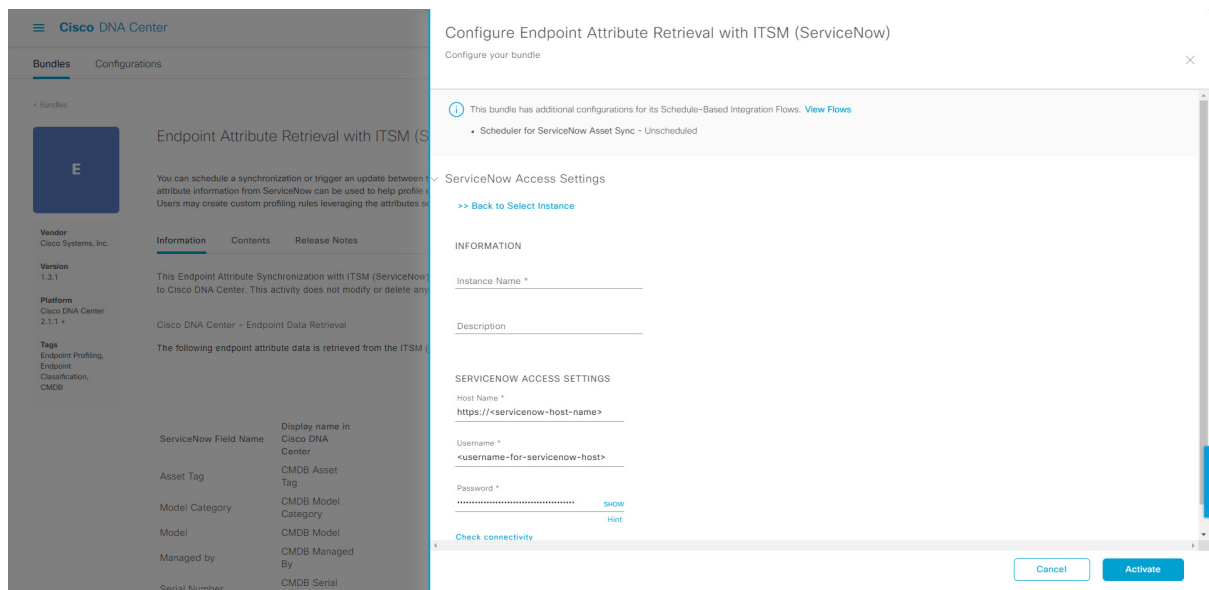 Cisco DNA Center
Bundles Configurations
< Bundles
E
Endpoint Attribute Retrieval with ITSM (S
You can schedule a synchronization or trigger an update between
attribute information from ServiceNow can be used to help profile
Users may create custom profiling rules leveraging the attributes
Vendor
Cisco Systems, Inc.
Version
1.3.1
Platform
Cisco DNA Center
2.1.1 +
Tags
Endpoint Profiling,
Endpoint
Classification,
CMDB
Information Contents Release Notes
This Endpoint Attribute Synchronization with ITSM (ServiceNow)
to Cisco DNA Center. This activity does not modify or delete any
Cisco DNA Center - Endpoint Data Retrieval
The following endpoint attribute data is retrieved from the ITSM (
ServiceNow Field Name
Display name in
Cisco DNA
Center
Asset Tag
CMDB Asset
Tag
Model Category
CMDB Model
Category
Model
CMDB Model
Managed by
CMDB Managed
By
Serial Number
CMDB Serial
Configure Endpoint Attribute Retrieval with ITSM (ServiceNow)
Configure your bundle
This bundle has additional configurations for its Schedule-Based Integration Flows. View Flows
• Scheduler for ServiceNow Asset Sync - Unscheduled
ServiceNow Access Settings
>> Back to Select Instance
INFORMATION
Instance Name *
Description
SERVICENOW ACCESS SETTINGS
Host Name *
https://<servicenow-host-name>
Username *
<username-for-servicenow-host>
Password *
SHOW
Hint
Check connectivity
Cancel Activate